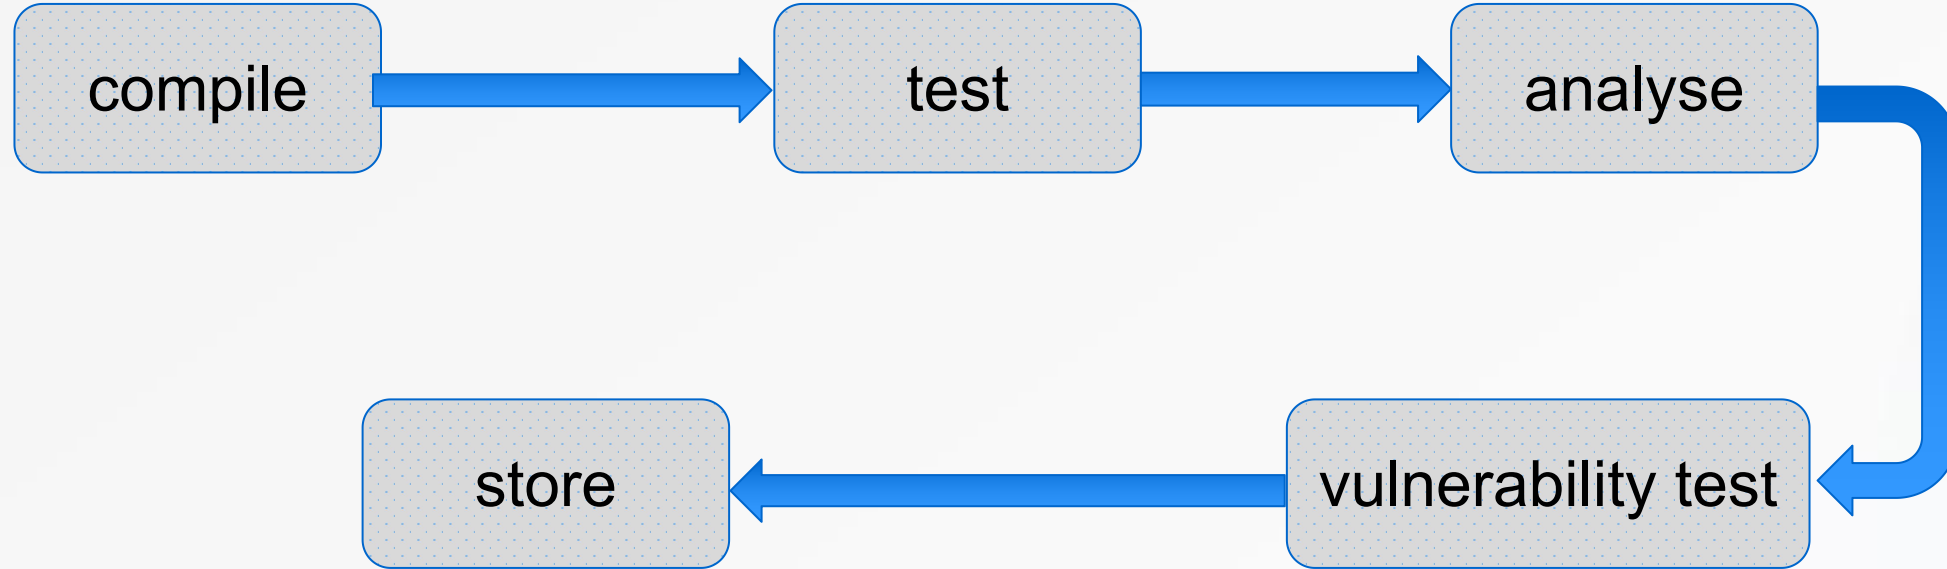 compile
test
analyse
vulnerability test
store